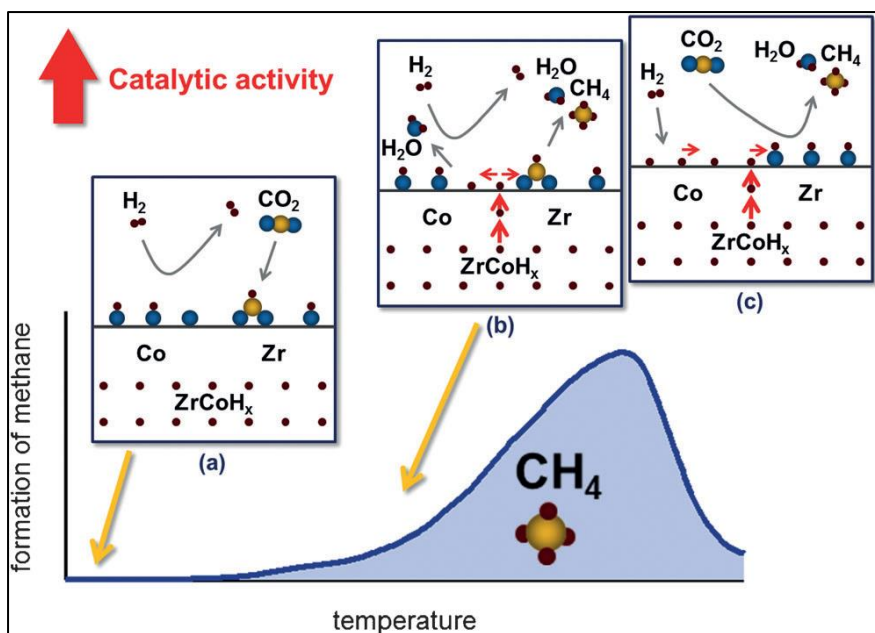 Catalytic activity
H₂
CO₂
Co
Zr
ZrCoHₓ
(a)
H₂
H₂O
CH₄
H₂O
Co
Zr
ZrCoHₓ
(b)
CO₂
H₂O
H₂
CH₄
Co
Zr
ZrCoHₓ
(c)
CH₄
formation of methane
temperature